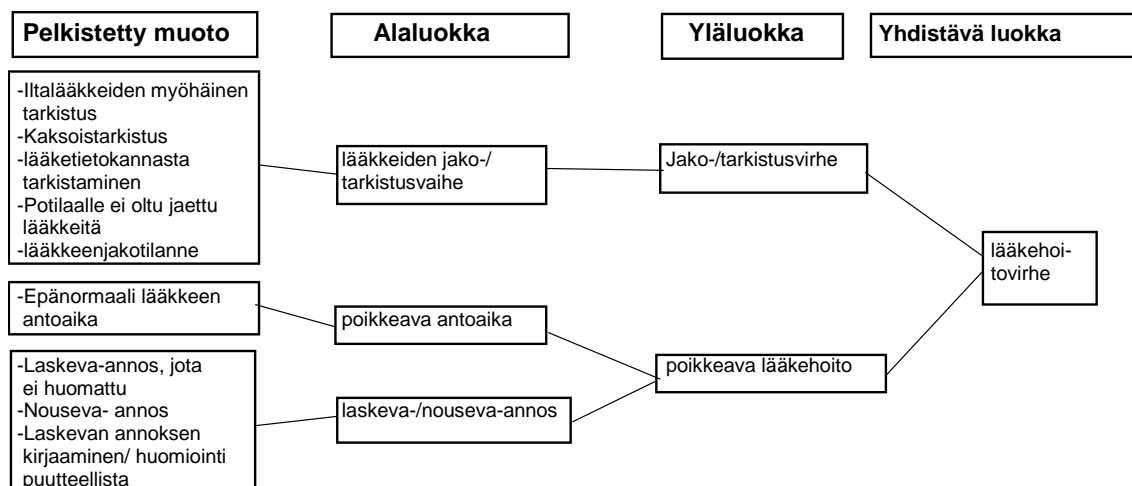 Pelkistetty muoto
Alaluokka
Yläluokka
Yhdistävä luokka
-Iltalääkkeiden myöhäinen
tarkistus
-Kaksoistarkistus
-lääketietokannasta
tarkistaminen
-Potilaalle ei oltu jaettu
lääkkeitä
-lääkkeenjakotilanne
lääkkeiden jako-/
tarkistusvaihe
Jako-/tarkistusvirhe
lääkehoi-
tovirhe
-Epänormaali lääkkeen
antoaika
poikkeava antoaika
poikkeava lääkehoito
-Laskeva-annos, jota
ei huomattu
-Nouseva- annos
-Laskevan annoksen
kirjaaminen/ huomiointi
puutteellista
laskeva-/nouseva-annos